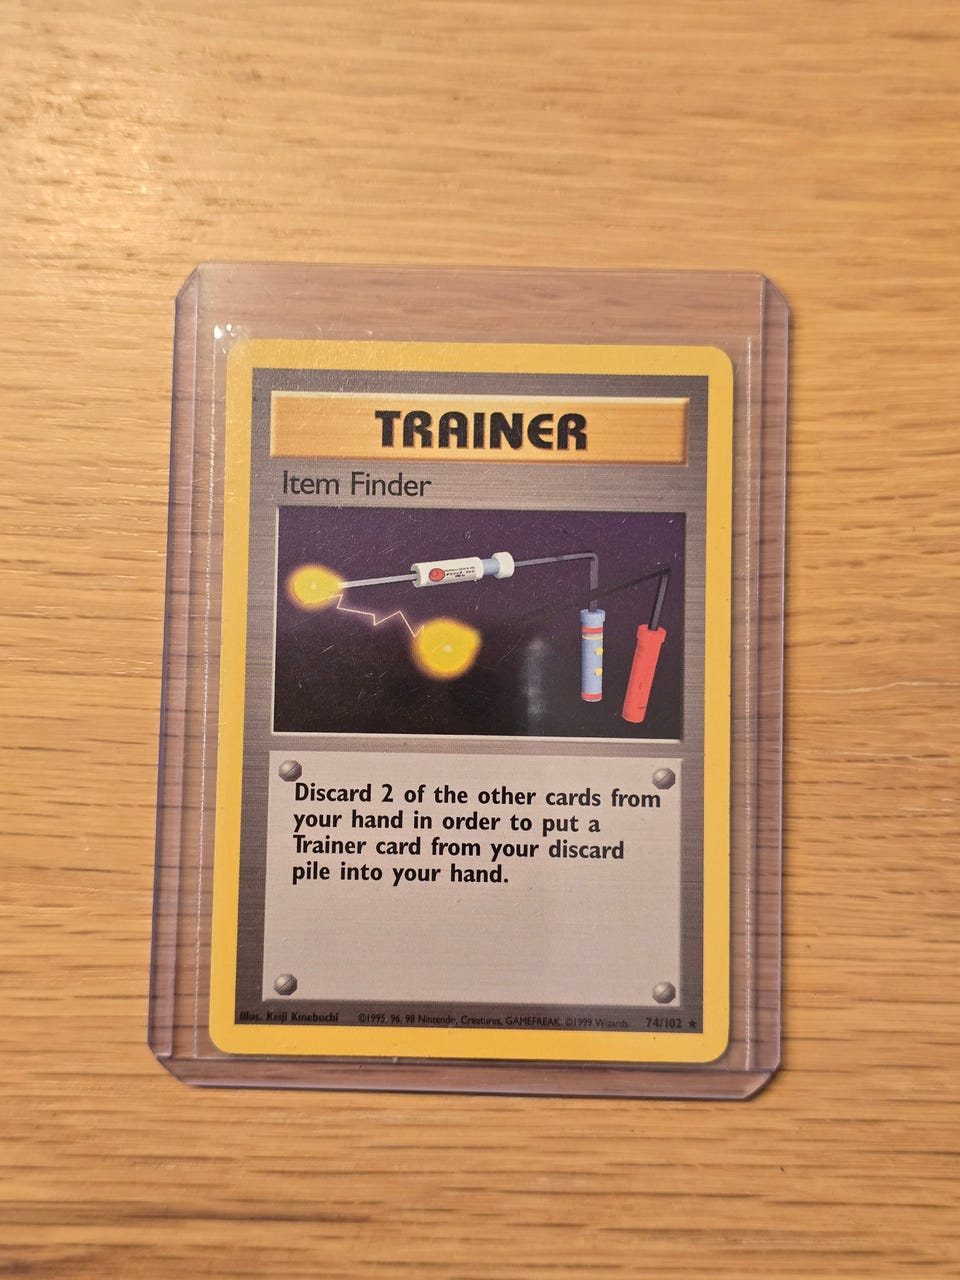 TRAINER
Item Finder
Discard 2 of the other cards from
your hand in order to put a
Trainer card from your discard
pile into your hand.
Illus. Keiji Kinebuchi ©1995, 96, 98 Nintendo, Creatures, GAMEFREAK. ©1999 Wizards. 74/102 ★